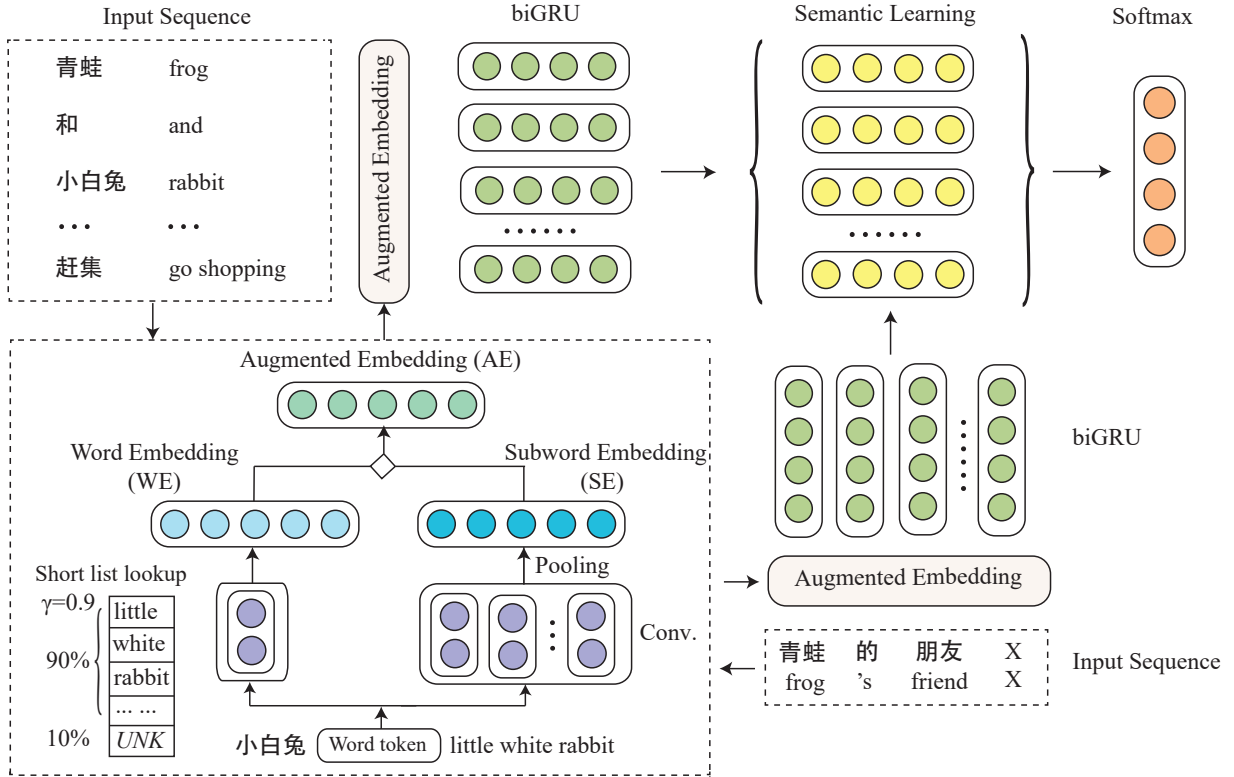 Input Sequence
青蛙 frog
和 and
小白兔 rabbit
... ...
赶集 go shopping
Augmented Embedding
biGRU
......
Semantic Learning
......
Softmax
Augmented Embedding (AE)
Word Embedding
(WE)
Subword Embedding
(SE)
Pooling
Conv.
Short list lookup
γ=0.9
little
white
90%
rabbit
... ...
10%
UNK
小白兔 Word token little white rabbit
biGRU
Augmented Embedding
青蛙 的 朋友 X
frog 's friend X
Input Sequence